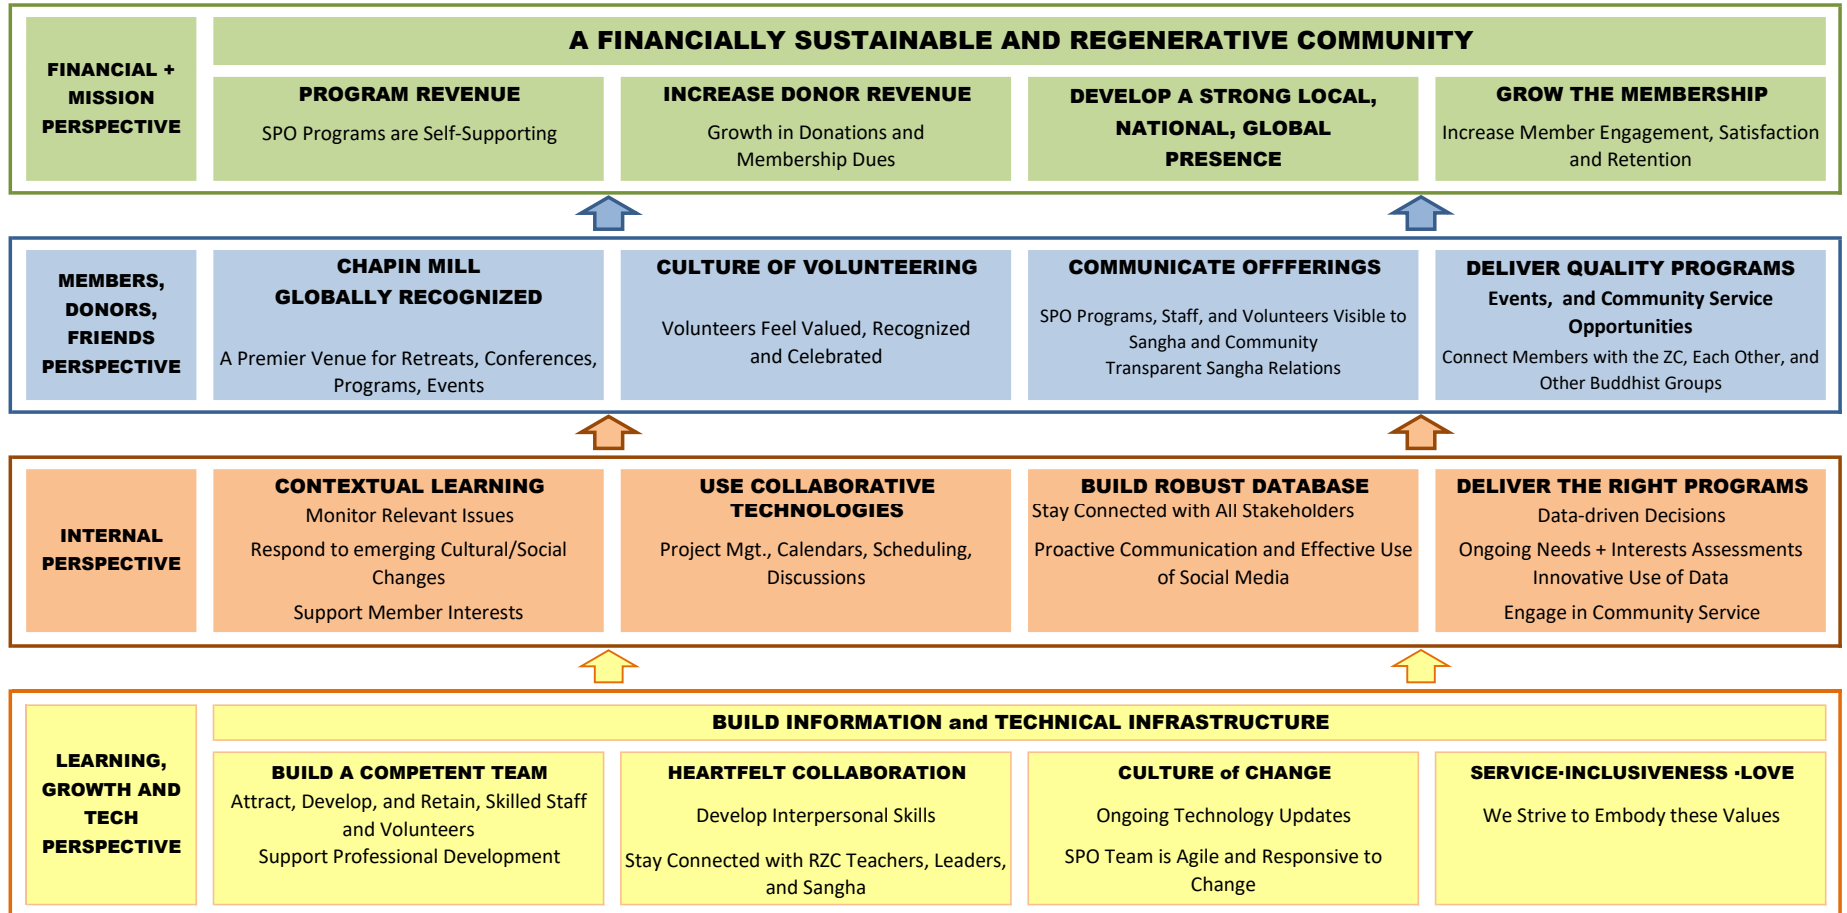 FINANCIAL +
MISSION
PERSPECTIVE
A FINANCIALLY SUSTAINABLE AND REGENERATIVE COMMUNITY
PROGRAM REVENUE
SPO Programs are Self-Supporting
INCREASE DONOR REVENUE
Growth in Donations and
Membership Dues
DEVELOP A STRONG LOCAL,
NATIONAL, GLOBAL
PRESENCE
GROW THE MEMBERSHIP
Increase Member Engagement, Satisfaction
and Retention
MEMBERS,
DONORS,
FRIENDS
PERSPECTIVE
CHAPIN MILL
GLOBALLY RECOGNIZED
A Premier Venue for Retreats, Conferences,
Programs, Events
CULTURE OF VOLUNTEERING
Volunteers Feel Valued, Recognized
and Celebrated
COMMUNICATE OFFFERINGS
SPO Programs, Staff, and Volunteers Visible to
Sangha and Community
Transparent Sangha Relations
DELIVER QUALITY PROGRAMS
Events,  and Community Service
Opportunities
Connect Members with the ZC, Each Other, and
Other Buddhist Groups
INTERNAL
PERSPECTIVE
CONTEXTUAL LEARNING
Monitor Relevant Issues
Respond to emerging Cultural/Social
Changes
Support Member Interests
USE COLLABORATIVE
TECHNOLOGIES
Project Mgt., Calendars, Scheduling,
Discussions
BUILD ROBUST DATABASE
Stay Connected with All Stakeholders
Proactive Communication and Effective Use
of Social Media
DELIVER THE RIGHT PROGRAMS
Data-driven Decisions
Ongoing Needs + Interests Assessments
Innovative Use of Data
Engage in Community Service
LEARNING,
GROWTH AND
TECH
PERSPECTIVE
BUILD INFORMATION and TECHNICAL INFRASTRUCTURE
BUILD A COMPETENT TEAM
Attract, Develop, and Retain, Skilled Staff
and Volunteers
Support Professional Development
HEARTFELT COLLABORATION
Develop Interpersonal Skills
Stay Connected with RZC Teachers, Leaders,
and Sangha
CULTURE of CHANGE
Ongoing Technology Updates
SPO Team is Agile and Responsive to
Change
SERVICE·INCLUSIVENESS ·LOVE
We Strive to Embody these Values